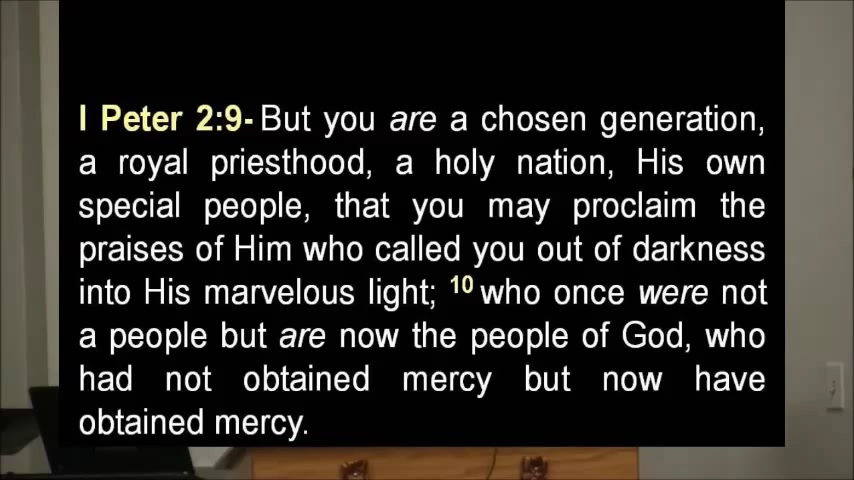 I Peter 2:9- But you are a chosen generation,
a royal priesthood, a holy nation, His own
special people, that you may proclaim the
praises of Him who called you out of darkness
into His marvelous light; 10 who once were not
a people but are now the people of God, who
had not obtained mercy but now have
obtained mercy.